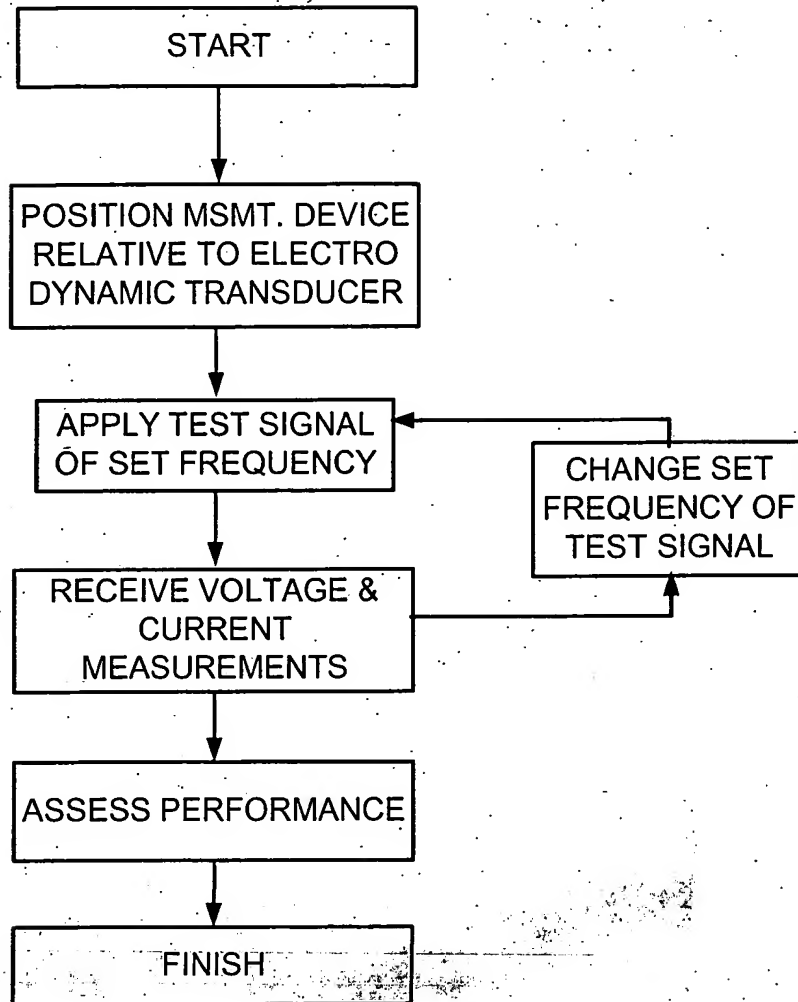 START
POSITION MSMT. DEVICE
RELATIVE TO ELECTRO
DYNAMIC TRANSDUCER
APPLY TEST SIGNAL
OF SET FREQUENCY
CHANGE SET
FREQUENCY OF
TEST SIGNAL
RECEIVE VOLTAGE &
CURRENT
MEASUREMENTS
ASSESS PERFORMANCE
FINISH